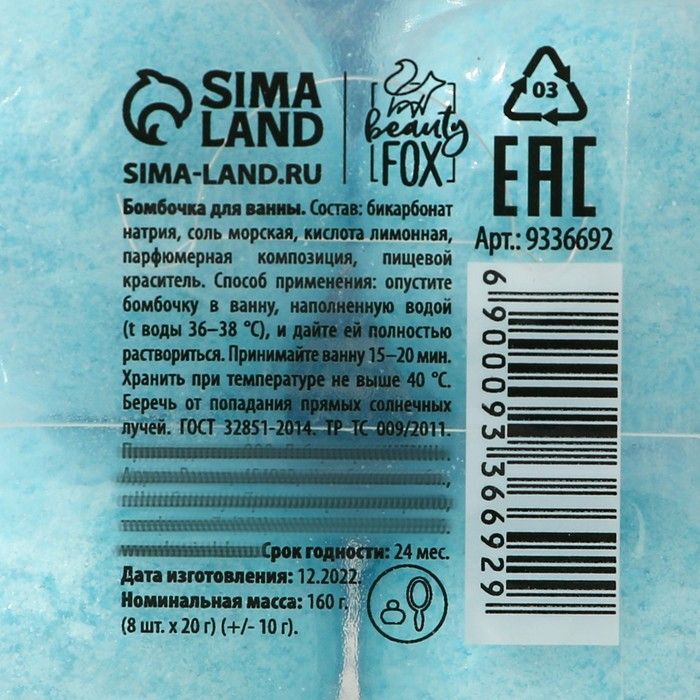 SIMA
LAND
SIMA-LAND.RU
beauty
[FOX]
03
EAC
Арт.: 9336692
Бомбочка для ванны. Состав: бикарбонат
натрия, соль морская, кислота лимонная,
парфюмерная композиция, пищевой
краситель. Способ применения: опустите
бомбочку в ванну, наполненную водой
(t воды 36–38 °C), и дайте ей полностью
раствориться. Принимайте ванну 15–20 мин.
Хранить при температуре не выше 40 °C.
Беречь от попадания прямых солнечных
лучей. ГОСТ 32851-2014. ТР ТС 009/2011.
Срок годности: 24 мес.
Дата изготовления: 12.2022.
Номинальная масса: 160 г.
(8 шт. x 20 г) (+/- 10 г).
6900093366929